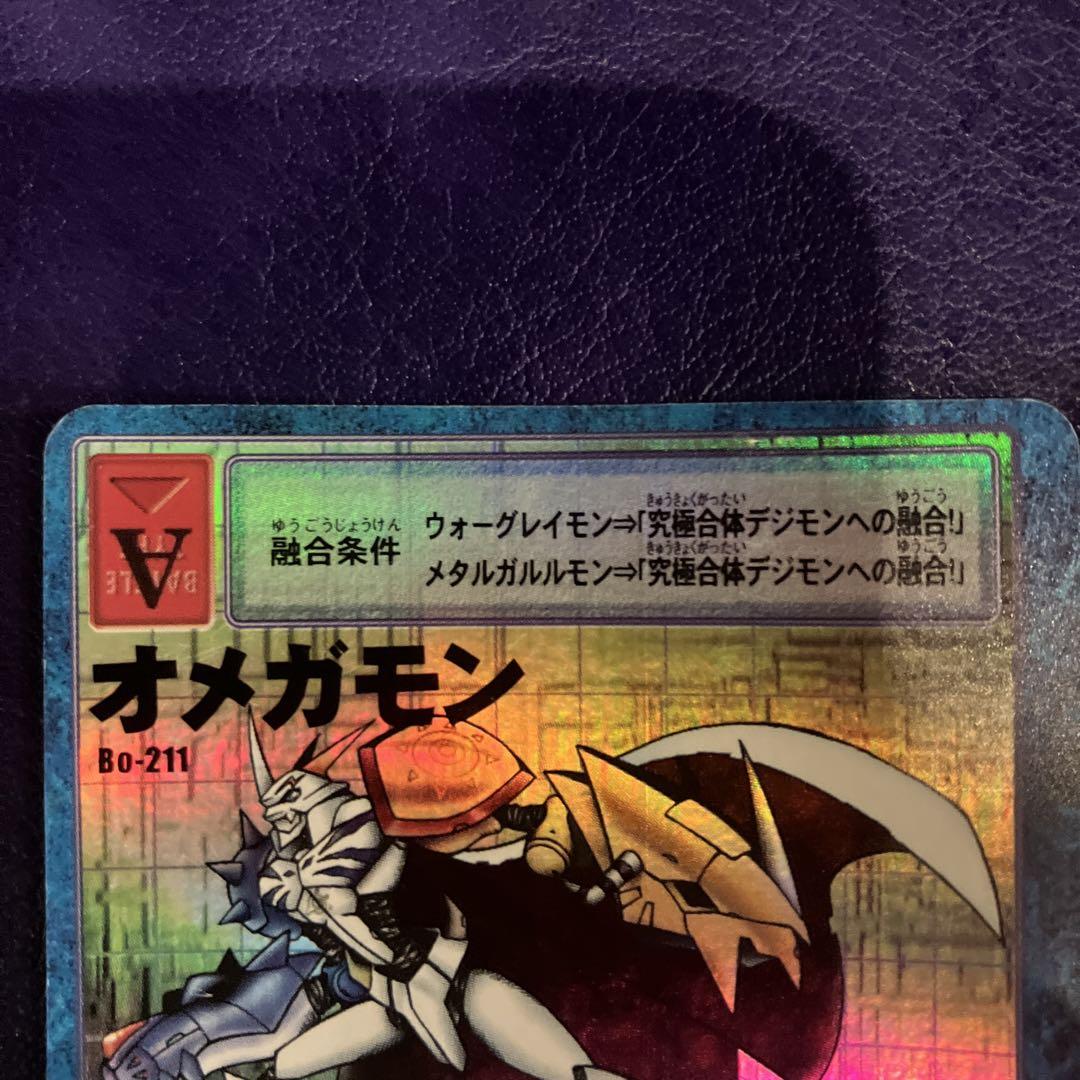 A
BATTLE
ゆうごうじょうけん
融合条件
きゅうきょくがったい ゆうごう
ウォーグレイモン⇒「究極合体デジモンへの融合!」
きゅうきょくがったい ゆうごう
メタルガルルモン⇒「究極合体デジモンへの融合!」
オメガモン
Bo-211